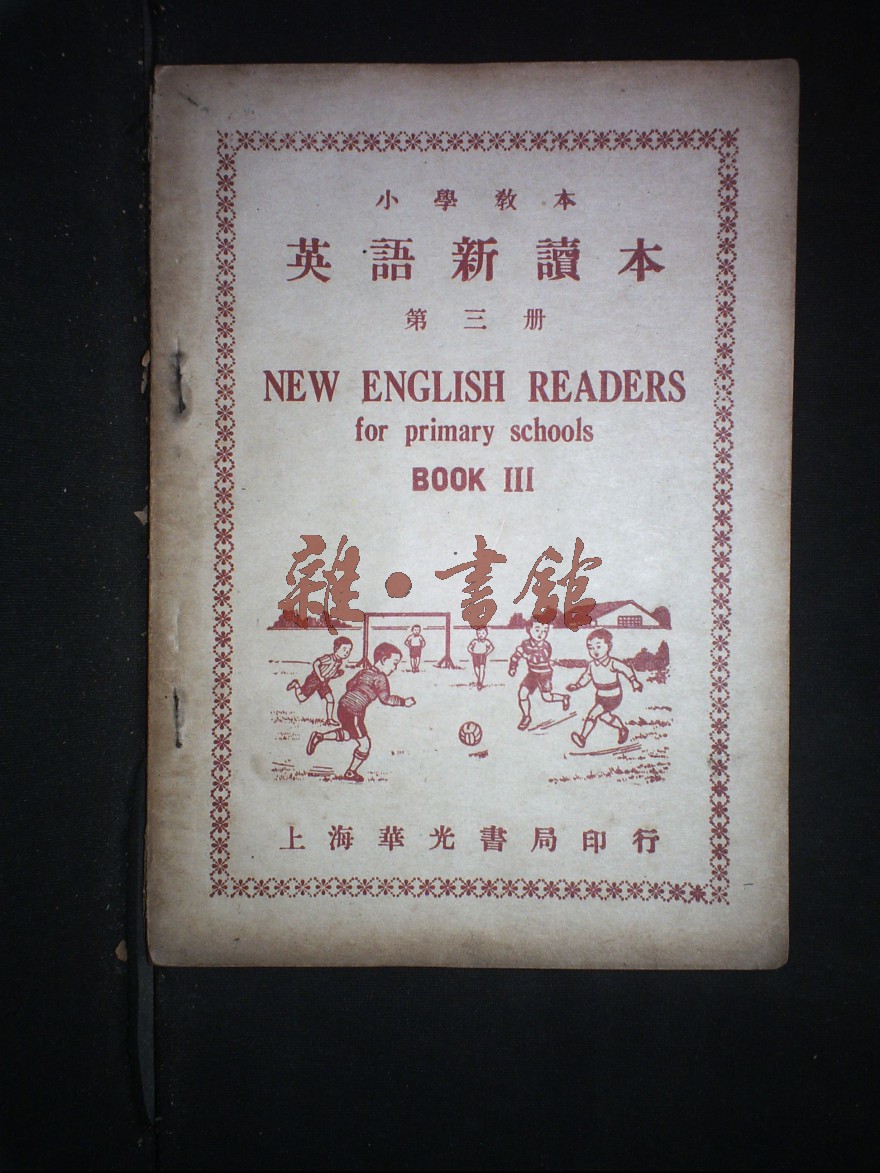 小學教本
英語新讀本
第三册
NEW ENGLISH READERS
for primary schools
BOOK III
雜·書館
上海華光書局印行